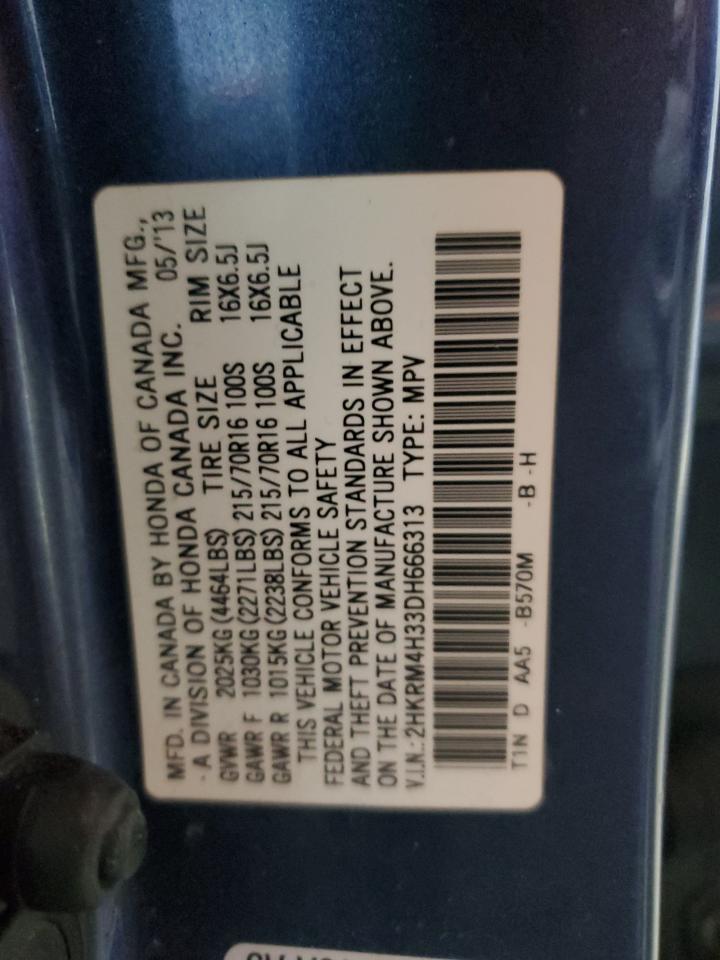 MFD. IN CANADA BY HONDA OF CANADA MFG.,
- A DIVISION OF HONDA CANADA INC. 05/'13
GVWR 2025KG (4464LBS) TIRE SIZE RIM SIZE
GAWR F 1030KG (2271LBS) 215/70R16 100S 16X6.5J
GAWR R 1015KG (2238LBS) 215/70R16 100S 16X6.5J
THIS VEHICLE CONFORMS TO ALL APPLICABLE
FEDERAL MOTOR VEHICLE SAFETY
AND THEFT PREVENTION STANDARDS IN EFFECT
ON THE DATE OF MANUFACTURE SHOWN ABOVE.
V.I.N.: 2HKRM4H33DH666313 TYPE: MPV
T1N D AA5 -B570M -B -H